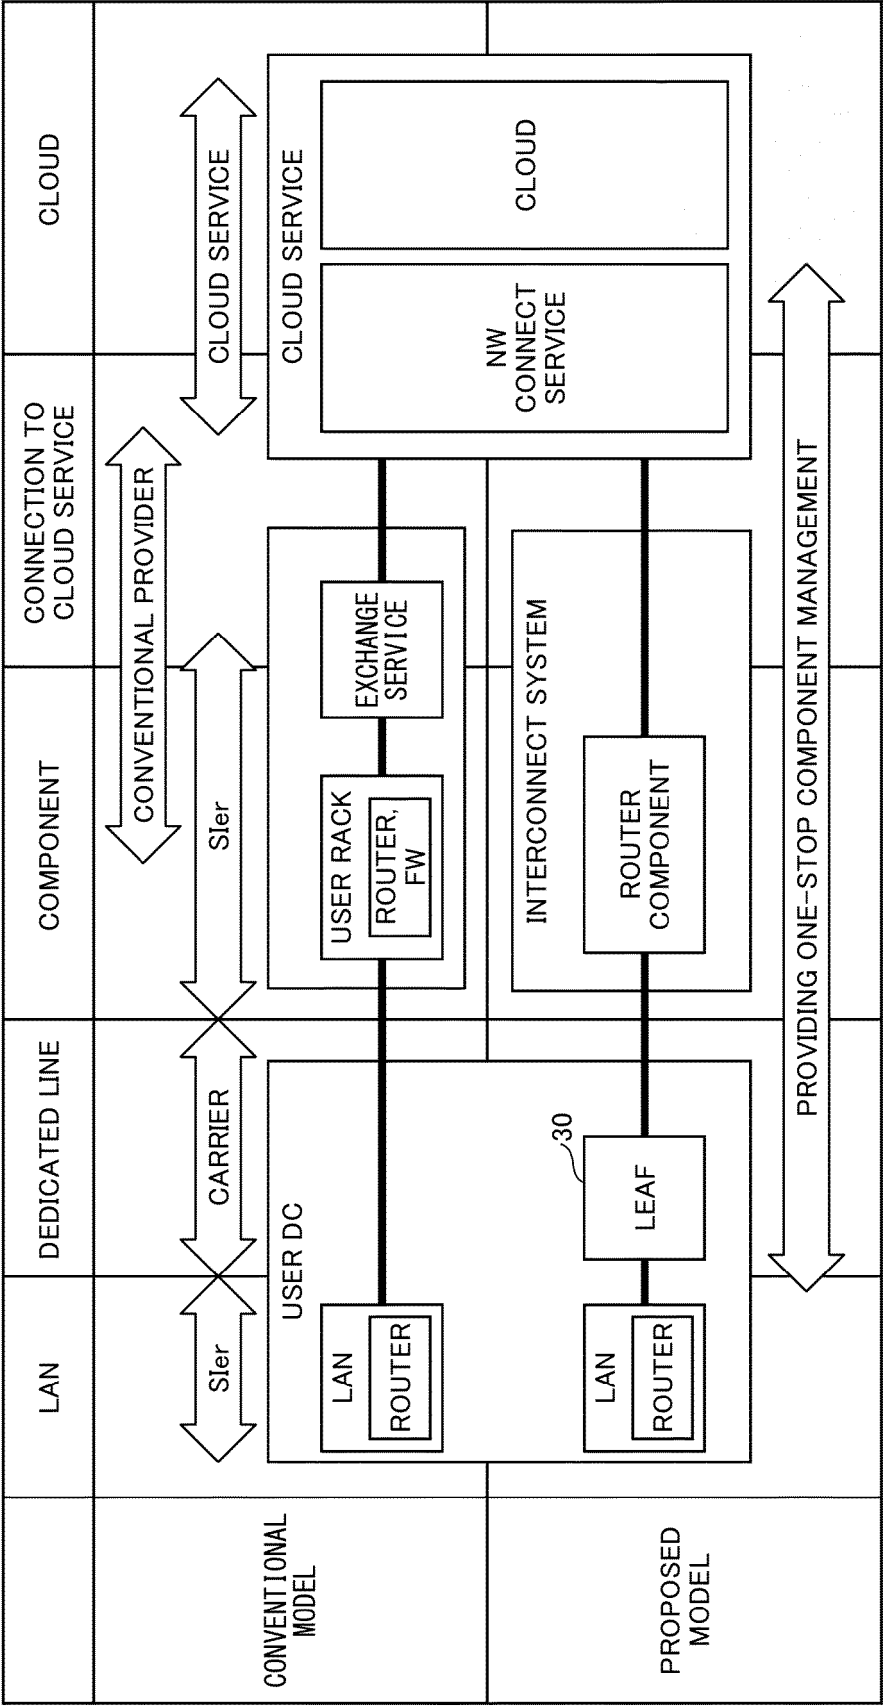 LAN
DEDICATED LINE
COMPONENT
CONNECTION TO
CLOUD SERVICE
CLOUD
CONVENTIONAL
MODEL
CONVENTIONAL PROVIDER
SIer
CARRIER
SIer
CLOUD SERVICE
USER DC
LAN
ROUTER
USER RACK
ROUTER,
FW
EXCHANGE
SERVICE
CLOUD SERVICE
NW
CONNECT
SERVICE
CLOUD
PROPOSED
MODEL
LAN
ROUTER
30
LEAF
INTERCONNECT SYSTEM
ROUTER
COMPONENT
PROVIDING ONE-STOP COMPONENT MANAGEMENT